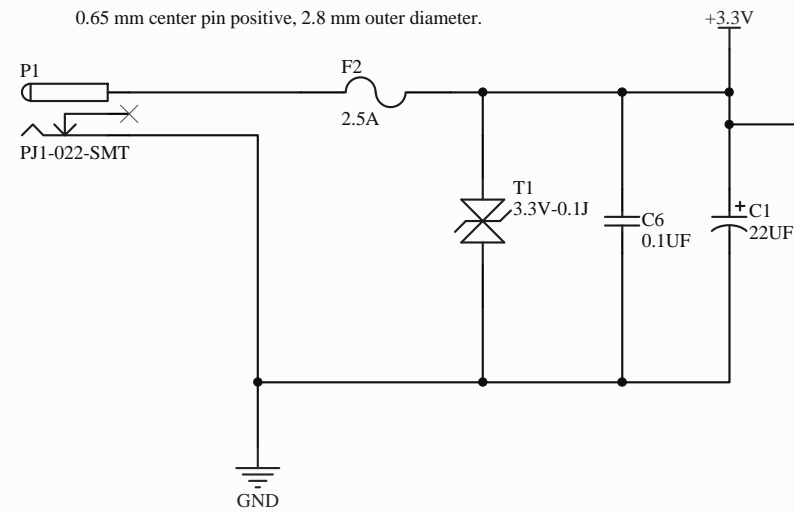 0.65 mm center pin positive, 2.8 mm outer diameter.
+3.3V
P1
F2
2.5A
PJ1-022-SMT
T1
3.3V-0.1J
C6
0.1UF
+
C1
22UF
GND